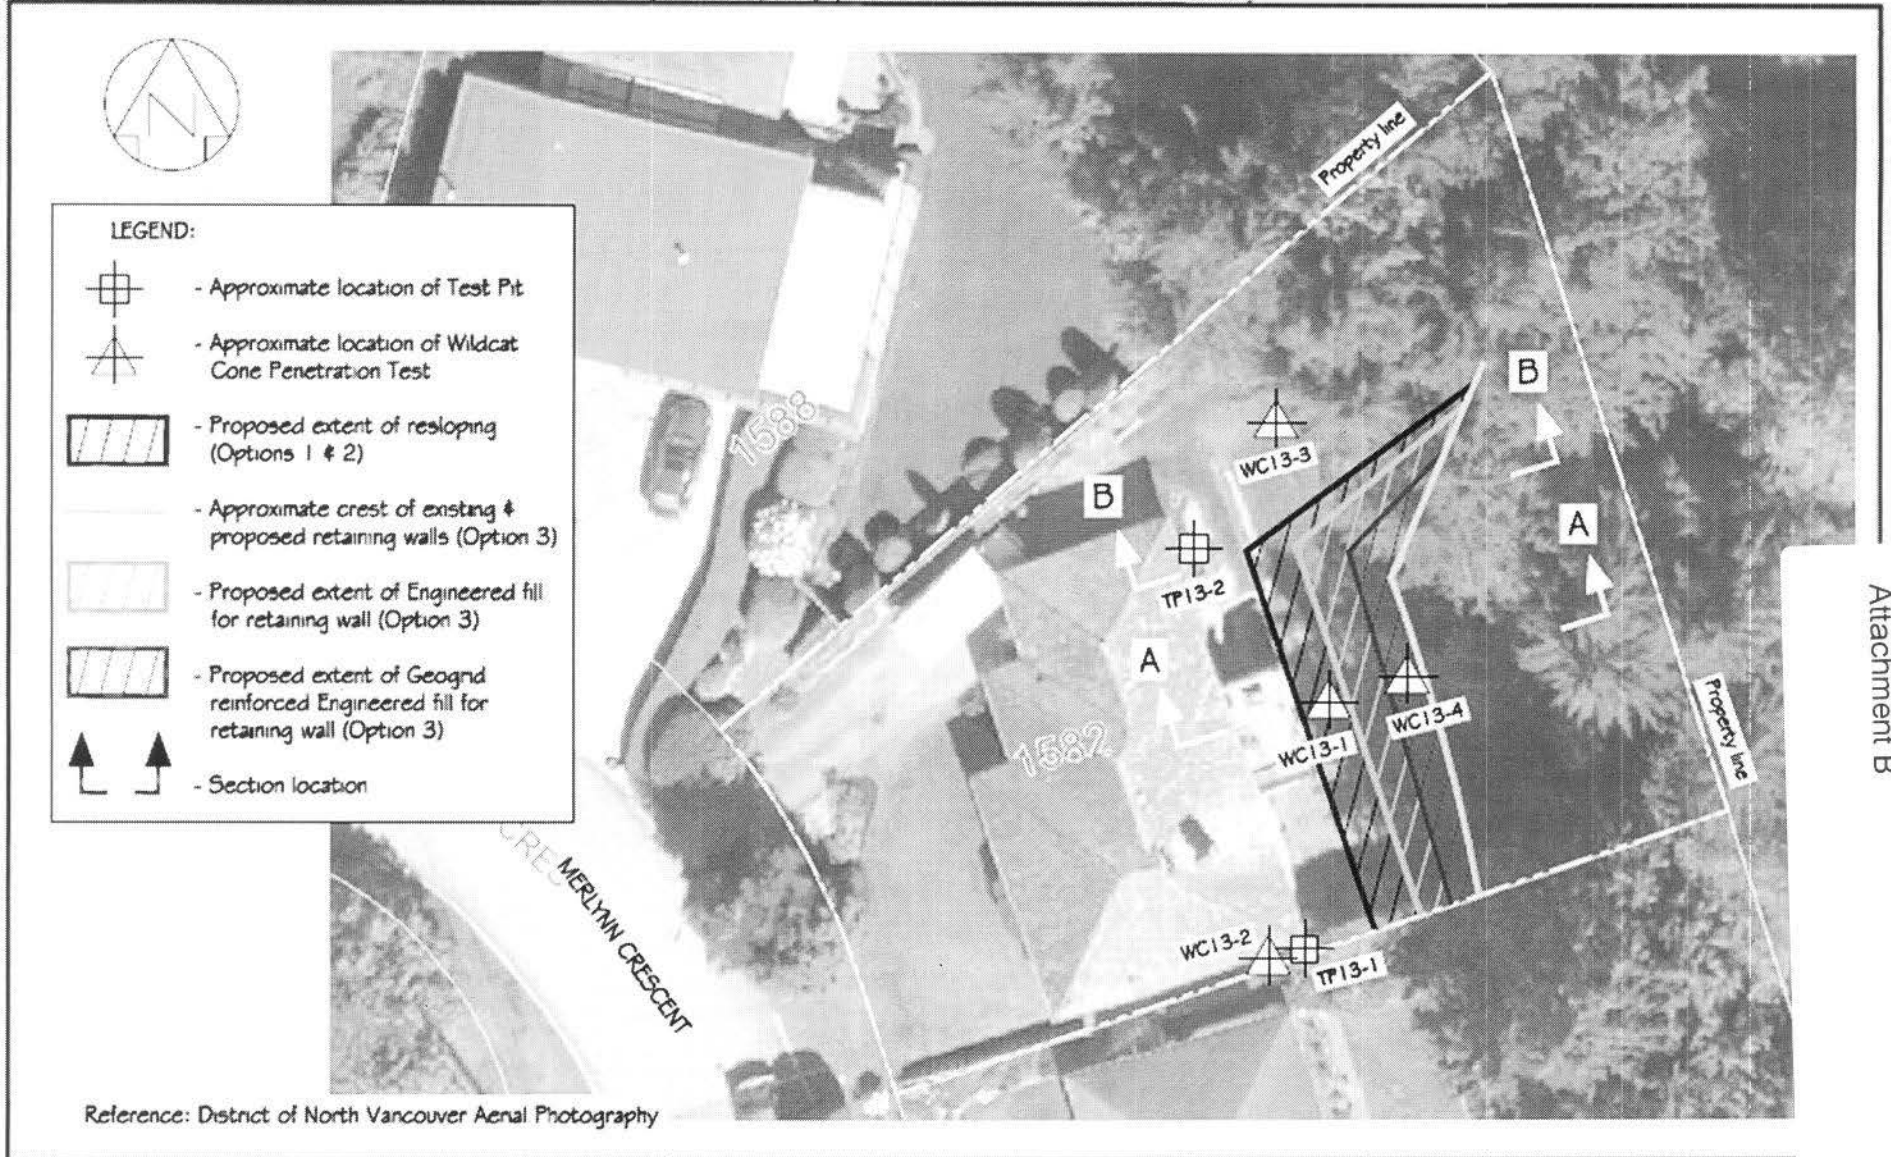 N
LEGEND:
- Approximate location of Test Pit
- Approximate location of Wildcat
Cone Penetration Test
- Proposed extent of resloping
(Options 1 & 2)
- Approximate crest of existing &
proposed retaining walls (Option 3)
- Proposed extent of Engineered fill
for retaining wall (Option 3)
- Proposed extent of Geogrid
reinforced Engineered fill for
retaining wall (Option 3)
- Section location
Property line
1588
B
WC13-3
B
A
TP13-2
A
1582
WC13-1
WC13-4
Property line
WC13-2
TP13-1
CRES
MERLYNN CRESCENT
Attachment B
Reference: District of North Vancouver Aerial Photography